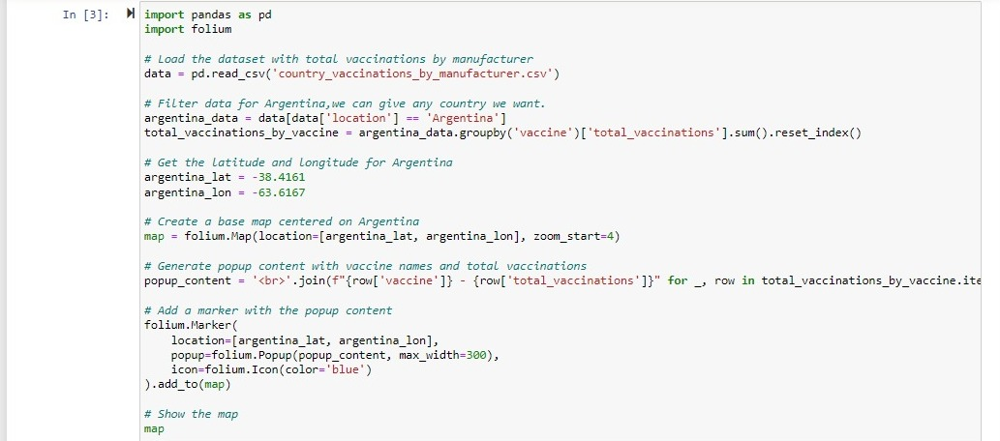 In [3]:
import pandas as pd
import folium
# Load the dataset with total vaccinations by manufacturer
data = pd.read_csv('country_vaccinations_by_manufacturer.csv')
# Filter data for Argentina,we can give any country we want.
argentina_data = data[data['location'] == 'Argentina']
total_vaccinations_by_vaccine = argentina_data.groupby('vaccine')['total_vaccinations'].sum().reset_index()
# Get the latitude and longitude for Argentina
argentina_lat = -38.4161
argentina_lon = -63.6167
# Create a base map centered on Argentina
map = folium.Map(location=[argentina_lat, argentina_lon], zoom_start=4)
# Generate popup content with vaccine names and total vaccinations
popup_content = '<br>'.join(f"{row['vaccine']} - {row['total_vaccinations']}" for _, row in total_vaccinations_by_vaccine.ite
# Add a marker with the popup content
folium.Marker(
location=[argentina_lat, argentina_lon],
popup=folium.Popup(popup_content, max_width=300),
icon=folium.Icon(color='blue')
).add_to(map)
# Show the map
map